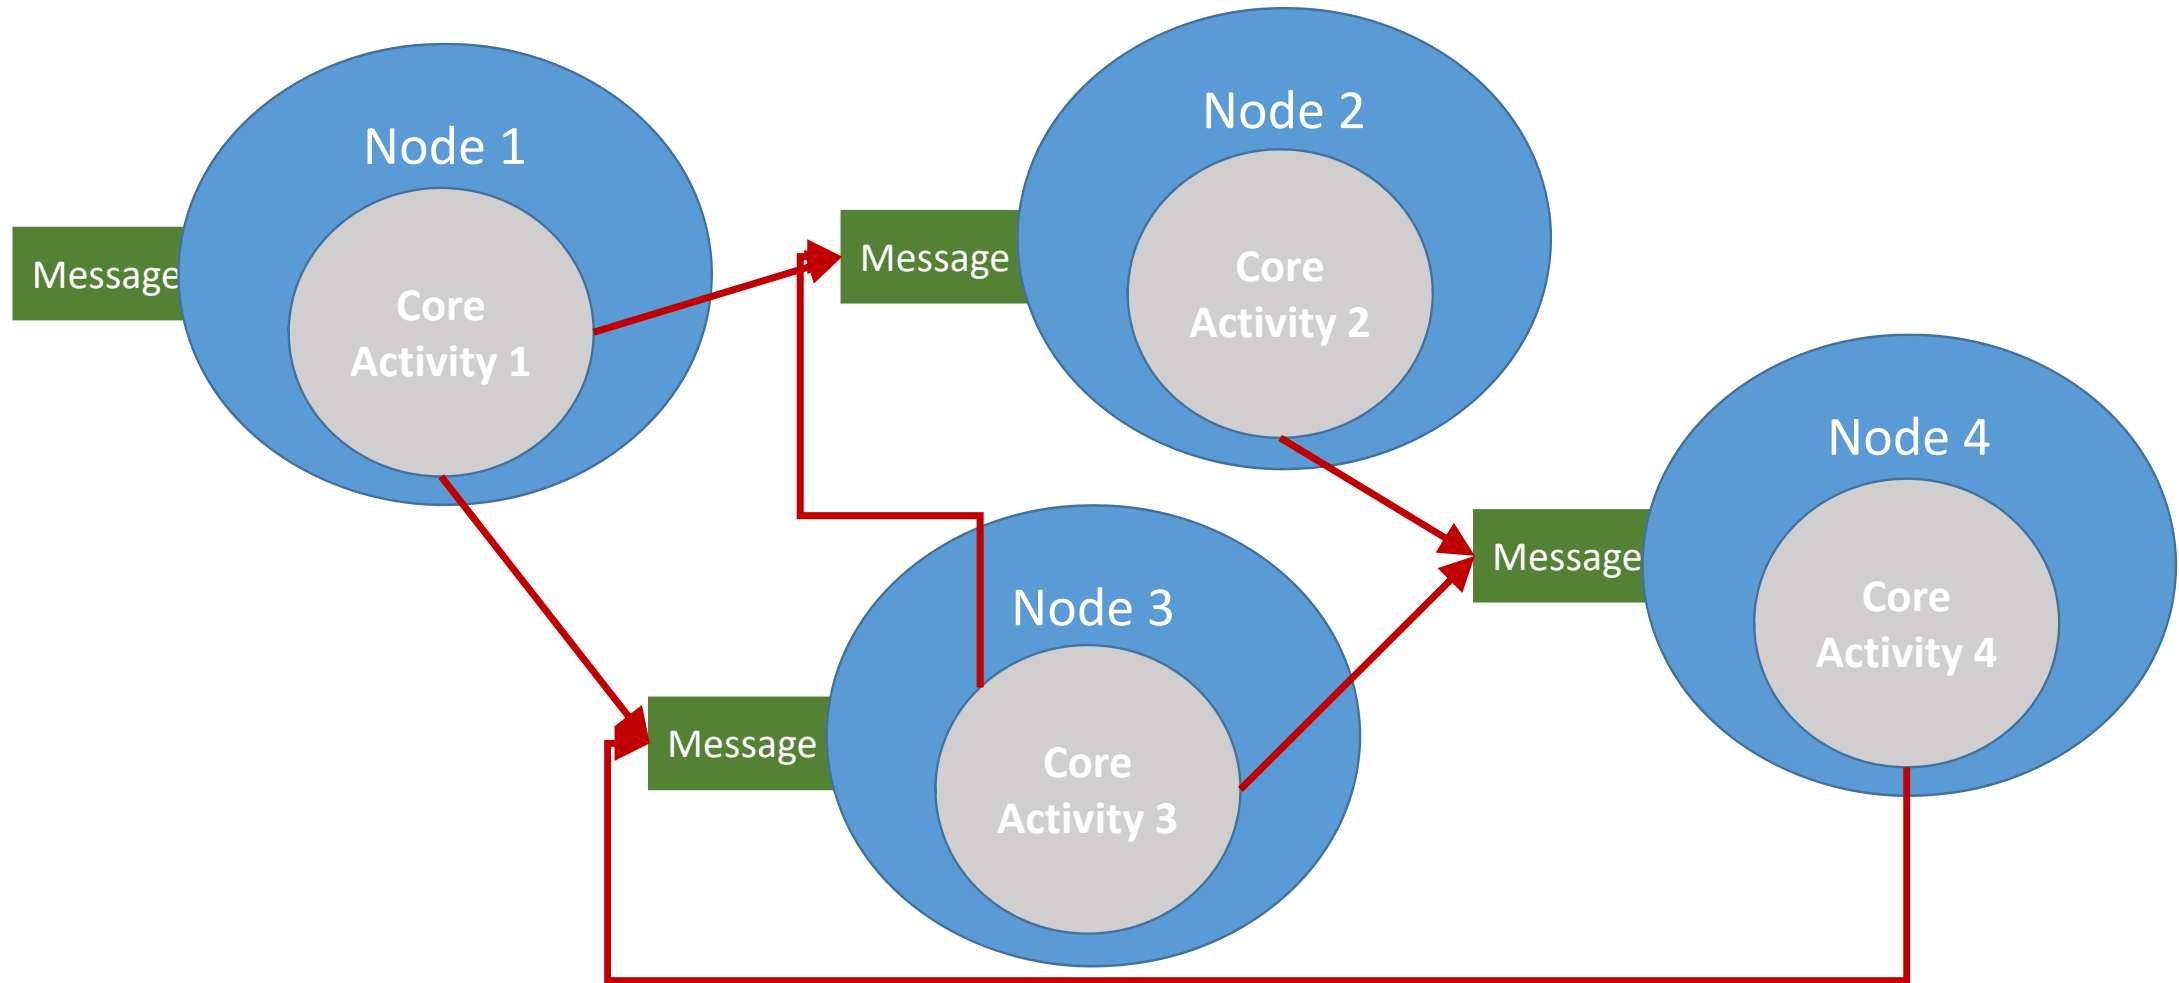 Node 1
Message
Core
Activity 1
Node 2
Message
Core
Activity 2
Node 3
Message
Core
Activity 3
Node 4
Message
Core
Activity 4